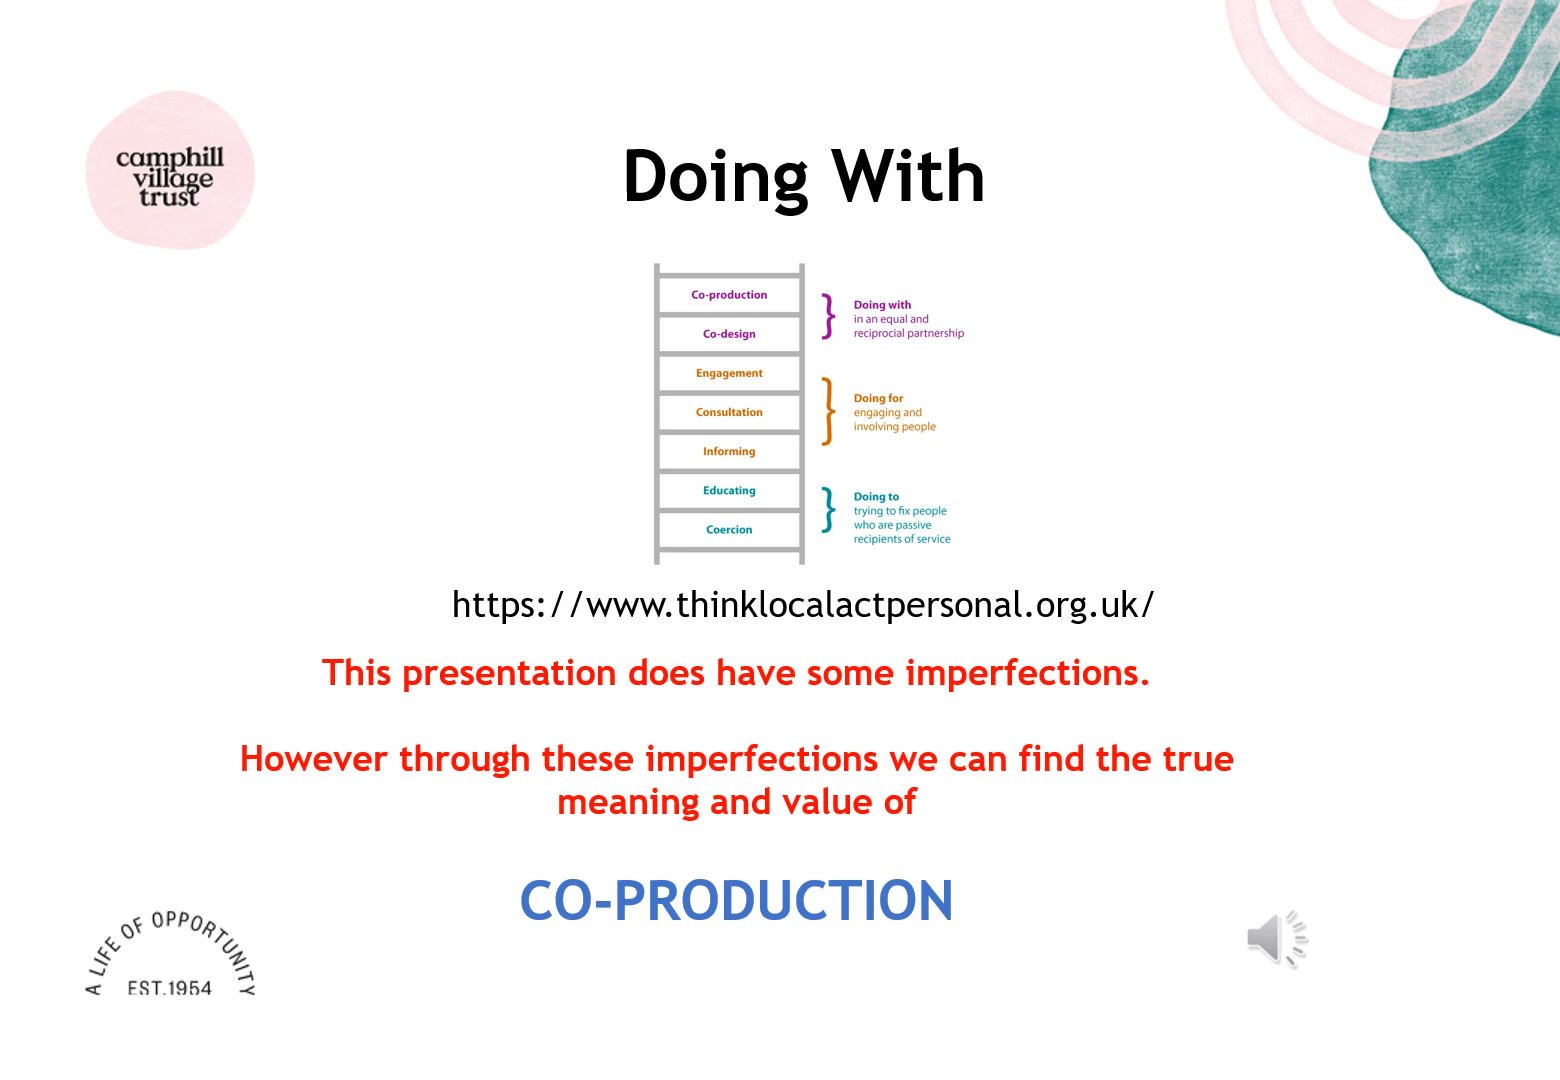 camphill
village
trust
Doing With
Co-production
Co-design
Engagement
Consultation
Informing
Educating
Coercion
Doing with
in an equal and
reciprocial partnership
Doing for
engaging and
involving people
Doing to
trying to fix people
who are passive
recipients of service
https://www.thinklocalactpersonal.org.uk/
This presentation does have some imperfections.
However through these imperfections we can find the true
meaning and value of
CO-PRODUCTION
A LIFE OF OPPORTUNITY
EST.1954